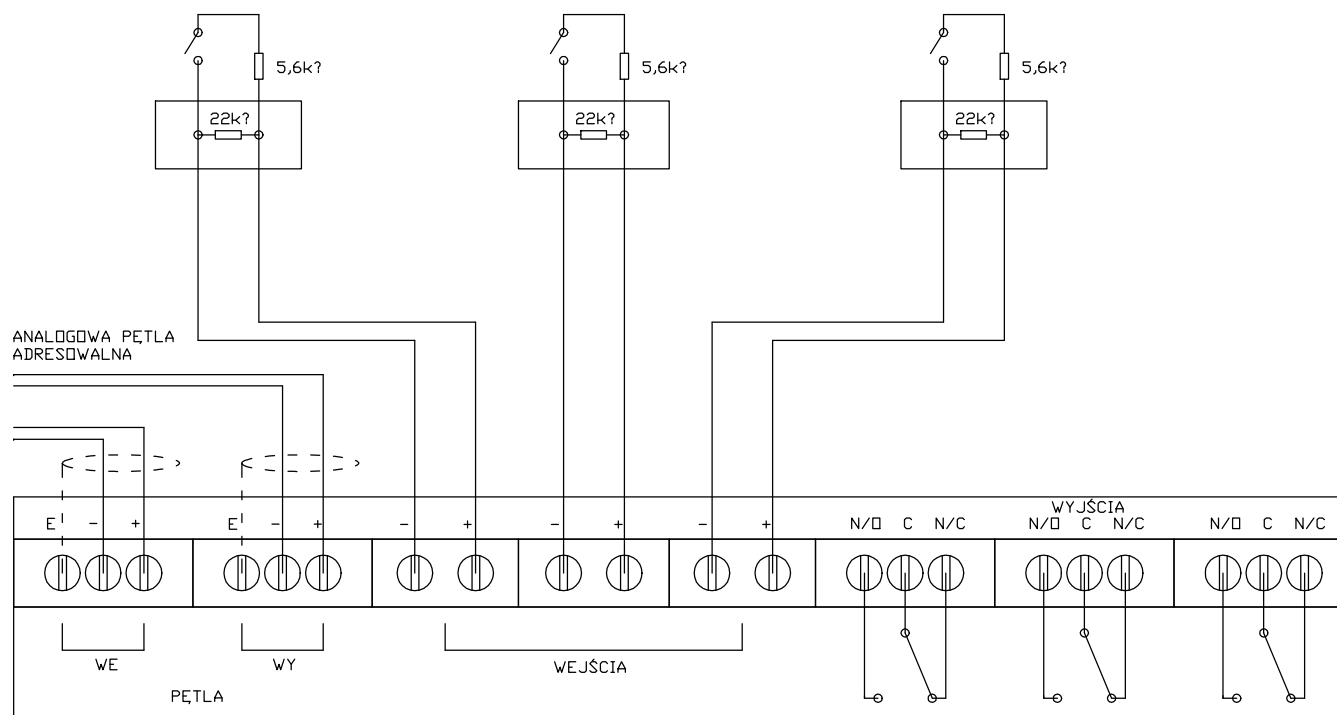 5,6k?
5,6k?
5,6k?
22k?
22k?
22k?
ANALOGOWA PĘTLA
ADRESOWALNA
WYJŚCIA
E - +
E - +
- +
- +
- +
N/O C N/C
N/O C N/C
N/O C N/C
WE
WY
WEJŚCIA
PĘTLA